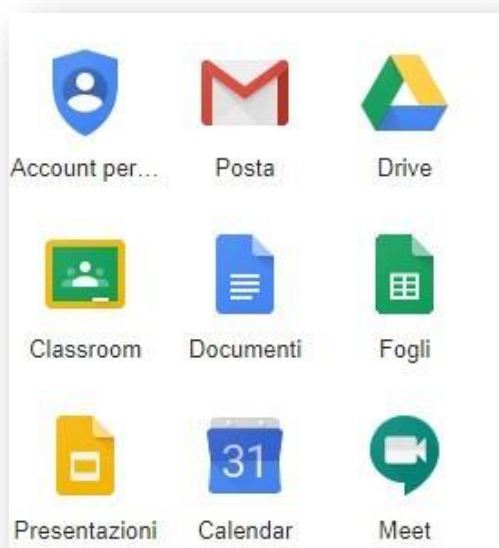 Account per...
Posta
Drive
Classroom
Documenti
Fogli
31
Presentazioni
Calendar
Meet